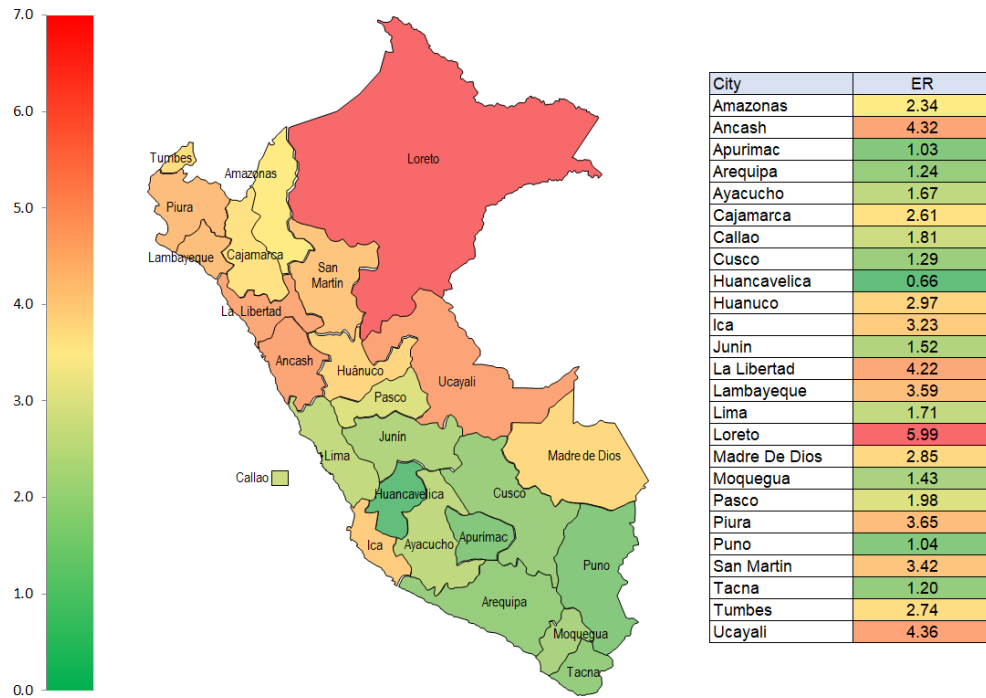 7.0
6.0
5.0
4.0
3.0
2.0
1.0
0.0
Tumbes
Amazonas
Loreto
Piura
Lambayeque
Cajamarca
San
Martín
La Libertad
Ancash
Huánuco
Ucayali
Pasco
Junín
Lima
Madre de Dios
Callao
Huancavelica
Cusco
Ica
Ayacucho
Apurimac
Puno
Arequipa
Moquegua
Tacna
City ER
Amazonas 2.34
Ancash 4.32
Apurimac 1.03
Arequipa 1.24
Ayacucho 1.67
Cajamarca 2.61
Callao 1.81
Cusco 1.29
Huancavelica 0.66
Huanuco 2.97
Ica 3.23
Junin 1.52
La Libertad 4.22
Lambayeque 3.59
Lima 1.71
Loreto 5.99
Madre De Dios 2.85
Moquegua 1.43
Pasco 1.98
Piura 3.65
Puno 1.04
San Martin 3.42
Tacna 1.20
Tumbes 2.74
Ucayali 4.36